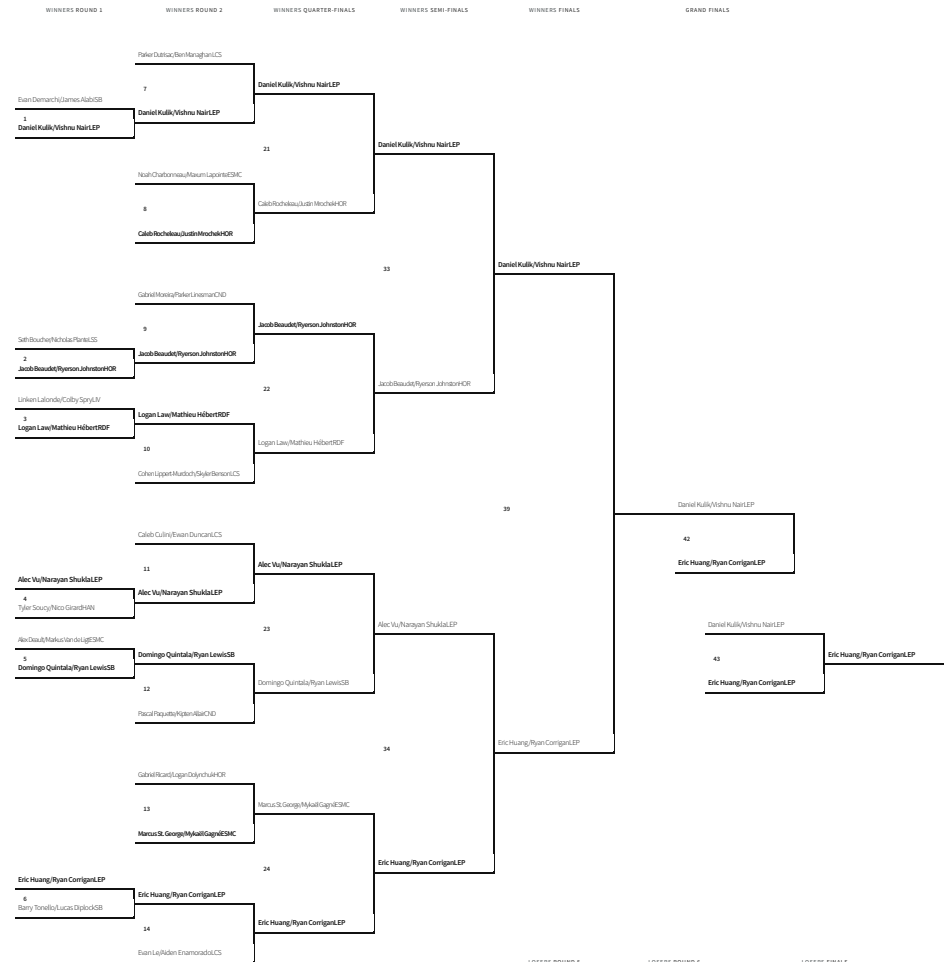 WINNERS ROUND 1
WINNERS ROUND 2
WINNERS QUARTER-FINALS
WINNERS SEMI-FINALS
WINNERS FINALS
GRAND FINALS
Parker Dutrisac/Ben ManaghanLCS
7
Daniel Kulik/Vishnu NairLEP
Evan Demarchi/James AlabiSB
1
Daniel Kulik/Vishnu NairLEP
Daniel Kulik/Vishnu NairLEP
21
Daniel Kulik/Vishnu NairLEP
Noah Charbonneau/Maxum LapointeESMC
8
Caleb Rocheleau/Justin MrochekHOR
Caleb Rocheleau/Justin MrochekHOR
33
Daniel Kulik/Vishnu NairLEP
Gabriel Moreira/Parker LinesmanCND
9
Jacob Beaudet/Ryerson JohnstonHOR
Jacob Beaudet/Ryerson JohnstonHOR
Seth Boucher/Nicholas PlanteLSS
2
Jacob Beaudet/Ryerson JohnstonHOR
22
Jacob Beaudet/Ryerson JohnstonHOR
Linken Lalonde/Colby SpryLIV
3
Logan Law/Mathieu HébertRDF
Logan Law/Mathieu HébertRDF
10
Cohen Lippert-Murdoch/Skyler BensonLCS
Logan Law/Mathieu HébertRDF
39
Daniel Kulik/Vishnu NairLEP
42
Eric Huang/Ryan CorriganLEP
Caleb Culini/Ewan DuncanLCS
11
Alec Vu/Narayan ShuklaLEP
Alec Vu/Narayan ShuklaLEP
Alec Vu/Narayan ShuklaLEP
4
Tyler Soucy/Nico GirardHAN
23
Alec Vu/Narayan ShuklaLEP
Daniel Kulik/Vishnu NairLEP
43
Eric Huang/Ryan CorriganLEP
Eric Huang/Ryan CorriganLEP
Alex Deault/Markus Van de LigtESMC
5
Domingo Quintala/Ryan LewisSB
Domingo Quintala/Ryan LewisSB
12
Pascal Paquette/Kipten AllairCND
Domingo Quintala/Ryan LewisSB
34
Eric Huang/Ryan CorriganLEP
Gabriel Ricard/Logan DolynchukHOR
13
Marcus St. George/Mykaël GagnéESMC
Marcus St. George/Mykaël GagnéESMC
24
Eric Huang/Ryan CorriganLEP
Eric Huang/Ryan CorriganLEP
6
Barry Tonello/Lucas DiplockSB
Eric Huang/Ryan CorriganLEP
14
Evan Le/Aiden EnamoradoLCS
Eric Huang/Ryan CorriganLEP